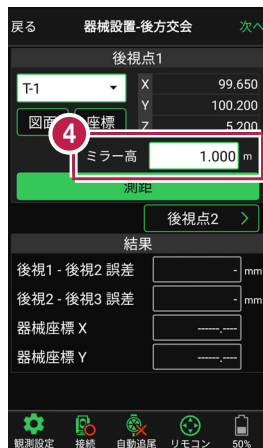 戻る 器械設置-後方交会 次へ
後視点1
T-1 X 99.650
Y 100.200
図面 座標 Z 5.200
4 ミラー高 1.000 m
測距
後視点2 >
結果
後視1 - 後視2 誤差 - mm
後視2 - 後視3 誤差 - mm
器械座標 X -----.---
器械座標 Y -----.---
観測設定 接続 自動追尾 リモコン 50%